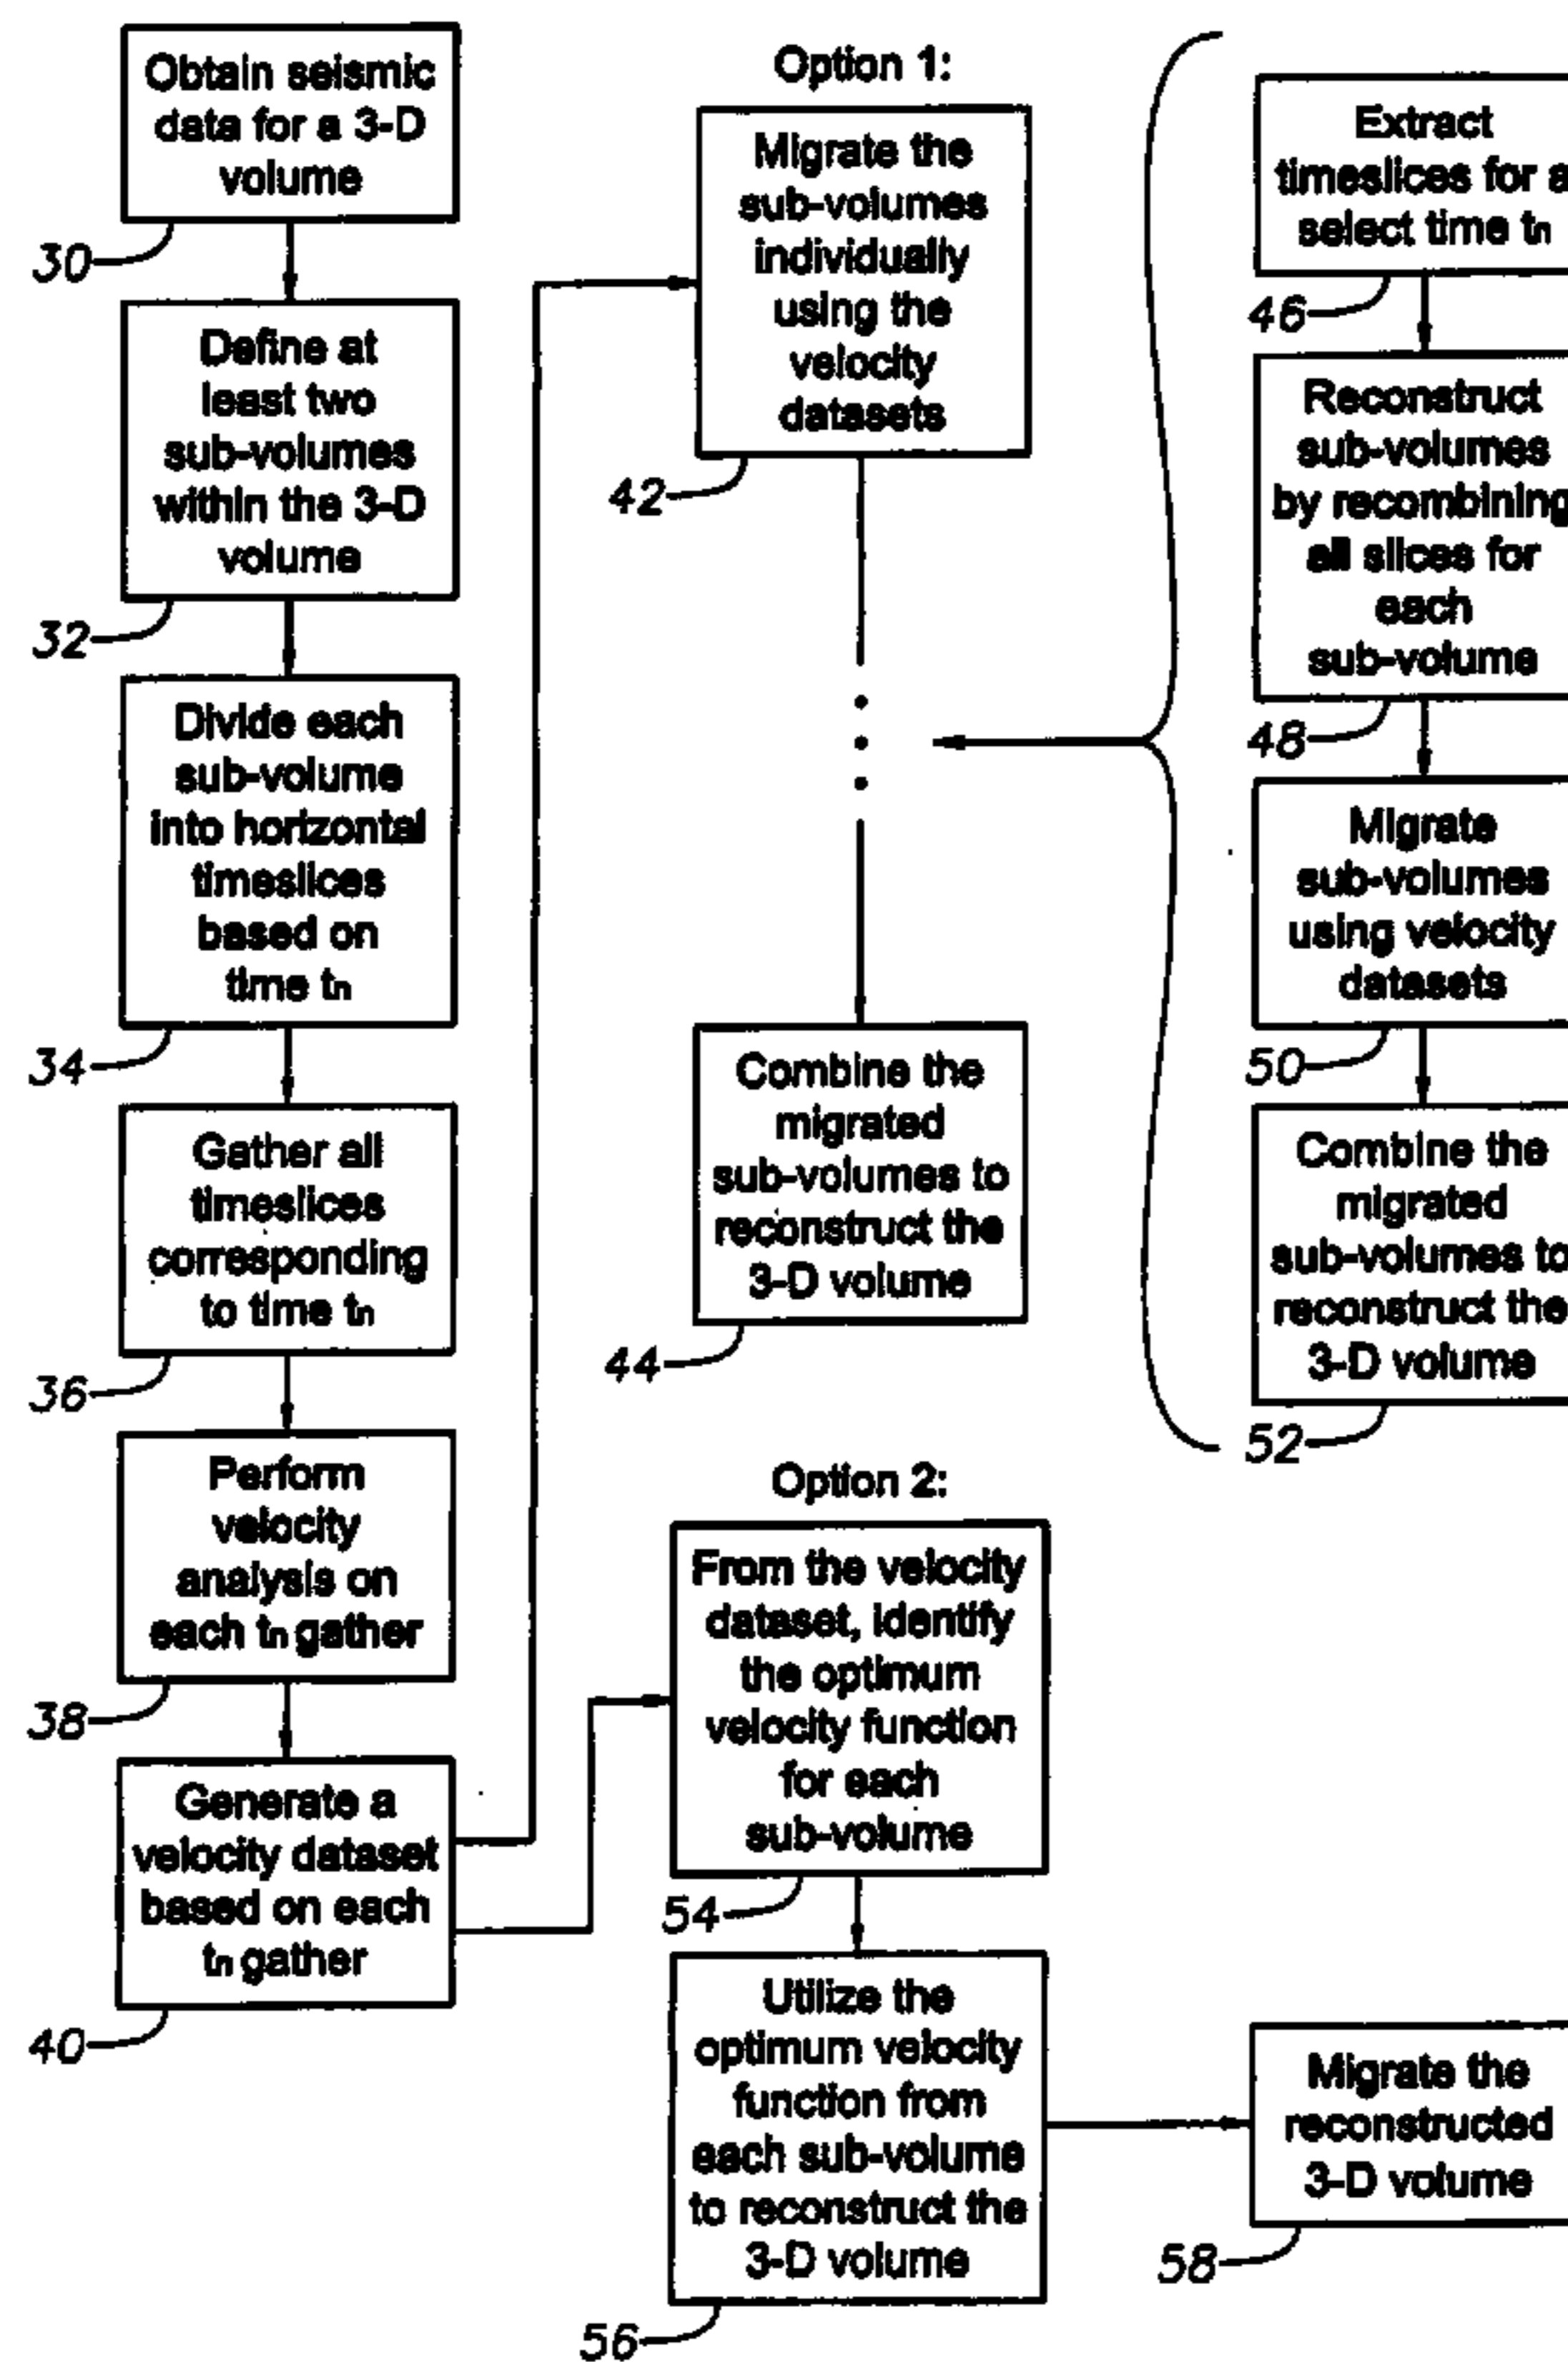 Obtain seismic
data for a 3-D
volume
30
Define at
least two
sub-volumes
within the 3-D
volume
32
Divide each
sub-volume
into horizontal
timeslices
based on
time tn
34
Gather all
timeslices
corresponding
to time tn
36
Perform
velocity
analysis on
each tn gather
38
Generate a
velocity dataset
based on each
tn gather
40
Option 1:
Migrate the
sub-volumes
individually
using the
velocity
datasets
42
Combine the
migrated
sub-volumes to
reconstruct the
3-D volume
44
Extract
timeslices for a
select time tn
46
Reconstruct
sub-volumes
by recombining
all slices for
each
sub-volume
48
Migrate
sub-volumes
using velocity
datasets
50
Combine the
migrated
sub-volumes to
reconstruct the
3-D volume
52
Option 2:
From the velocity
dataset, identify
the optimum
velocity function
for each
sub-volume
54
Utilize the
optimum velocity
function from
each sub-volume
to reconstruct the
3-D volume
56
Migrate the
reconstructed
3-D volume
58